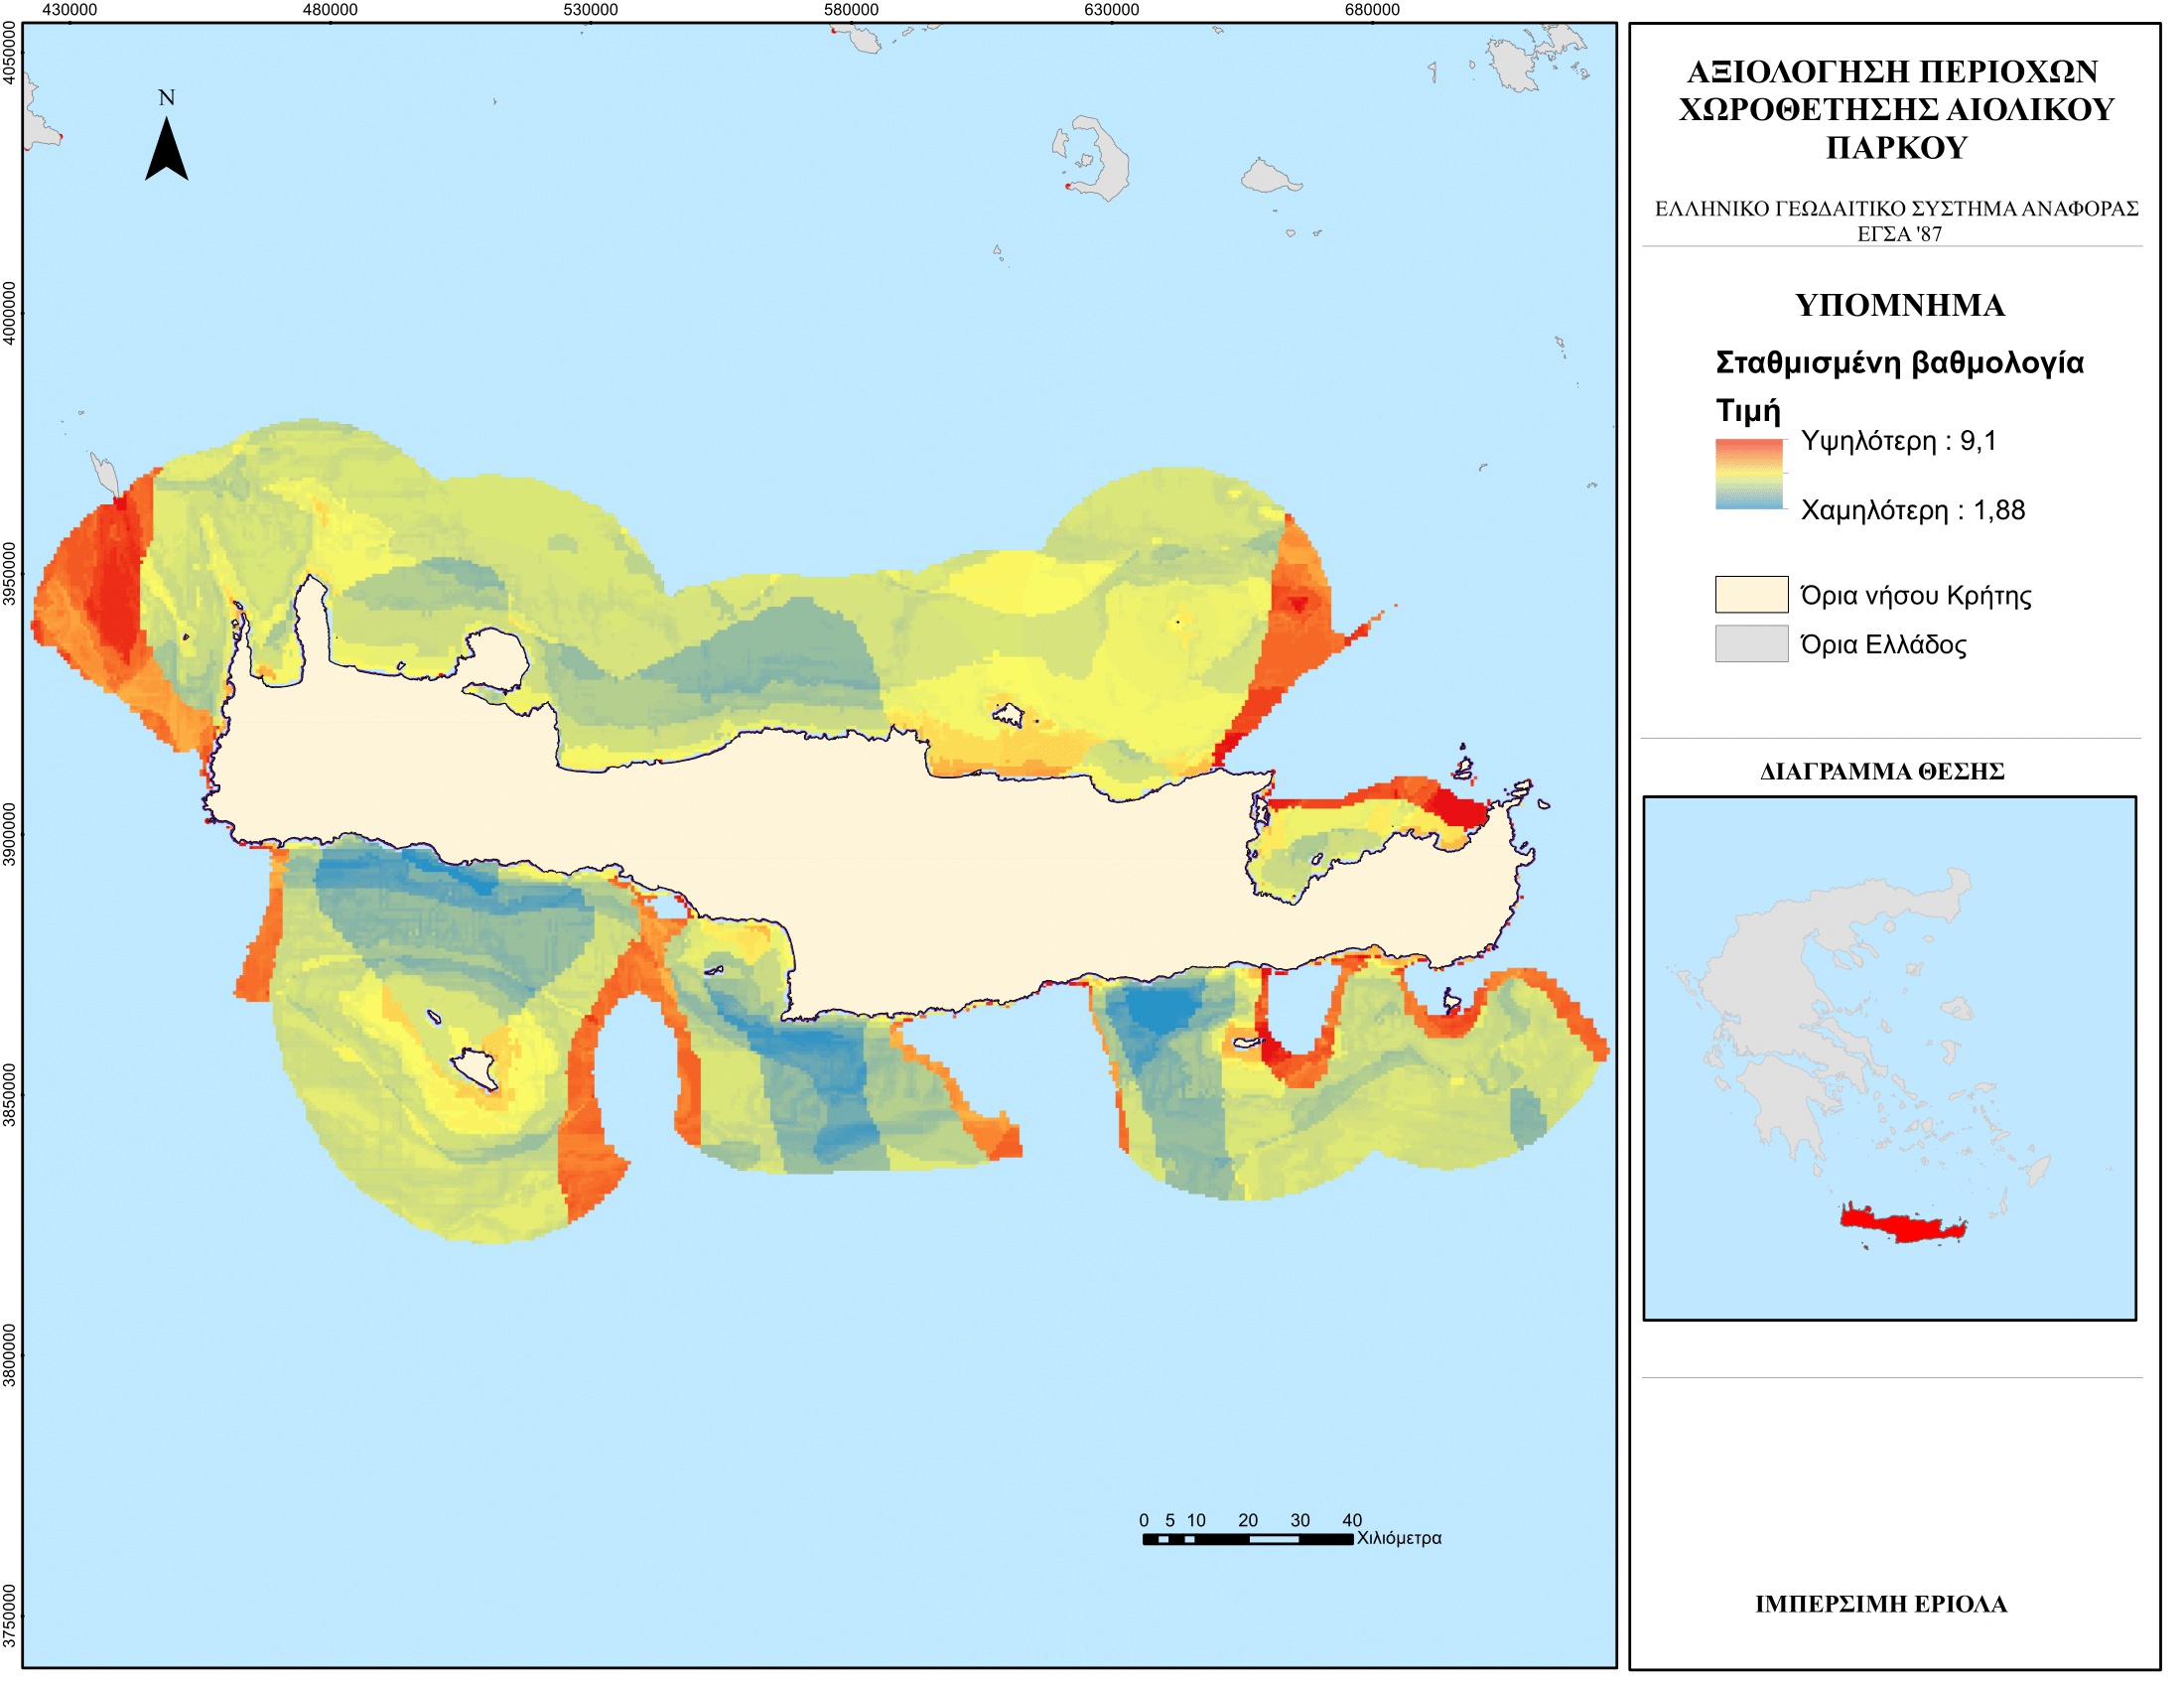 430000 480000 530000 580000 630000 680000
4050000
4000000
3950000
3900000
3850000
3800000
3750000
N
0 5 10 20 30 40
Χιλιόμετρα
ΑΞΙΟΛΟΓΗΣΗ ΠΕΡΙΟΧΩΝ
ΧΩΡΟΘΕΤΗΣΗΣ ΑΙΟΛΙΚΟΥ
ΠΑΡΚΟΥ
ΕΛΛΗΝΙΚΟ ΓΕΩΔΑΙΤΙΚΟ ΣΥΣΤΗΜΑ ΑΝΑΦΟΡΑΣ
ΕΓΣΑ '87
ΥΠΟΜΝΗΜΑ
Σταθμισμένη βαθμολογία
Τιμή
Υψηλότερη : 9,1
Χαμηλότερη : 1,88
Όρια νήσου Κρήτης
Όρια Ελλάδος
ΔΙΑΓΡΑΜΜΑ ΘΕΣΗΣ
ΙΜΠΕΡΣΙΜΗ ΕΡΙΟΛΑ